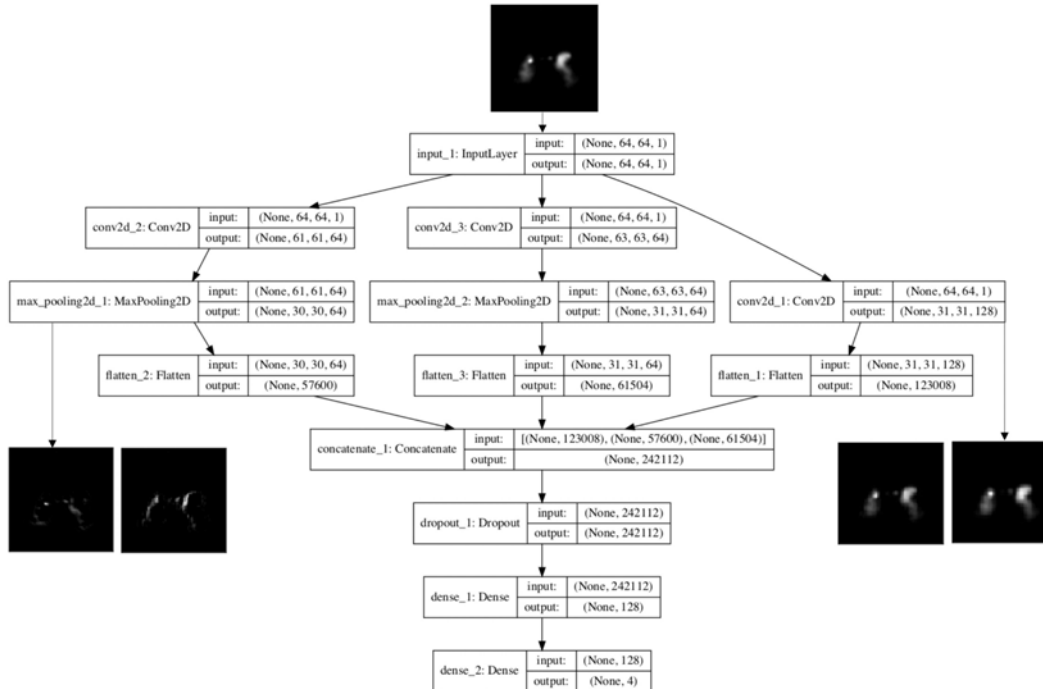 input_1: InputLayer
input: (None, 64, 64, 1)
output: (None, 64, 64, 1)
conv2d_2: Conv2D
input: (None, 64, 64, 1)
output: (None, 61, 61, 64)
conv2d_3: Conv2D
input: (None, 64, 64, 1)
output: (None, 63, 63, 64)
max_pooling2d_1: MaxPooling2D
input: (None, 61, 61, 64)
output: (None, 30, 30, 64)
max_pooling2d_2: MaxPooling2D
input: (None, 63, 63, 64)
output: (None, 31, 31, 64)
conv2d_1: Conv2D
input: (None, 64, 64, 1)
output: (None, 31, 31, 128)
flatten_2: Flatten
input: (None, 30, 30, 64)
output: (None, 57600)
flatten_3: Flatten
input: (None, 31, 31, 64)
output: (None, 61504)
flatten_1: Flatten
input: (None, 31, 31, 128)
output: (None, 123008)
concatenate_1: Concatenate
input: [(None, 123008), (None, 57600), (None, 61504)]
output: (None, 242112)
dropout_1: Dropout
input: (None, 242112)
output: (None, 242112)
dense_1: Dense
input: (None, 242112)
output: (None, 128)
dense_2: Dense
input: (None, 128)
output: (None, 4)